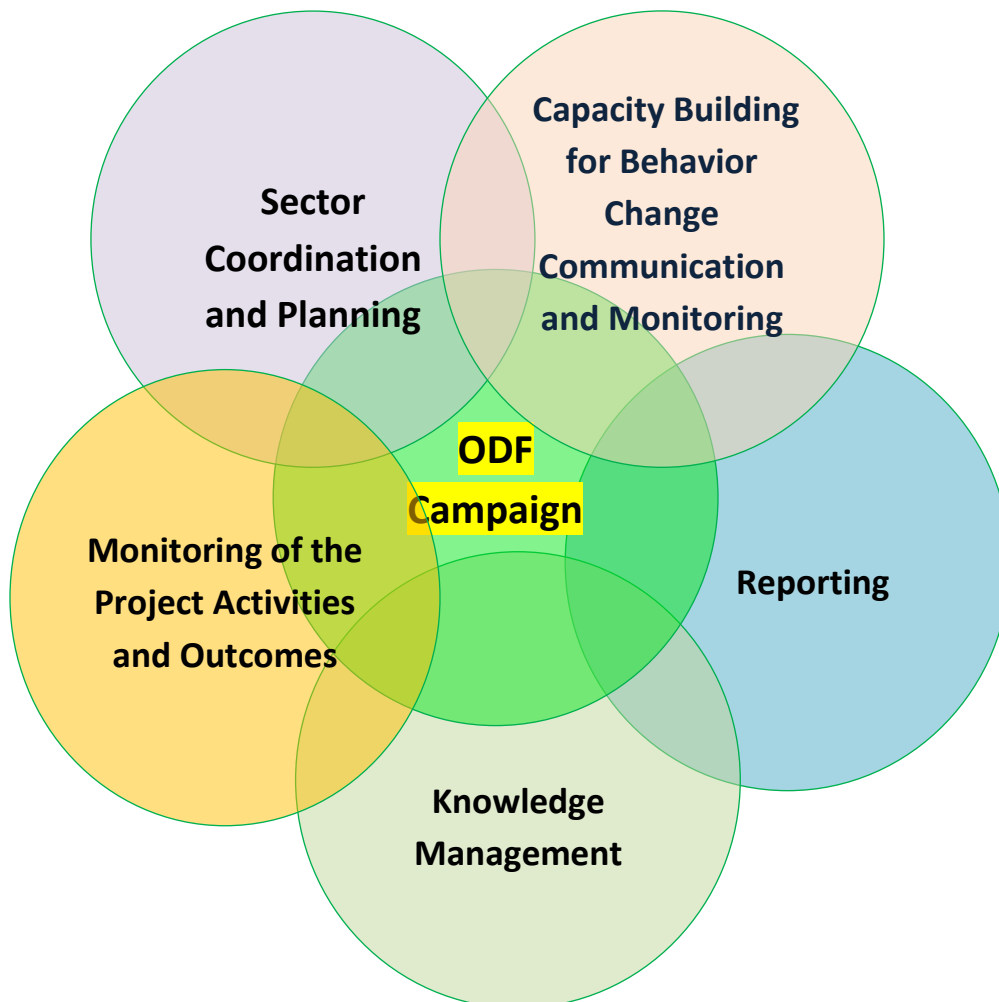 Capacity Building
for Behavior
Change
Communication
and Monitoring
Sector
Coordination
and Planning
ODF
Campaign
Monitoring of the
Project Activities
and Outcomes
Reporting
Knowledge
Management